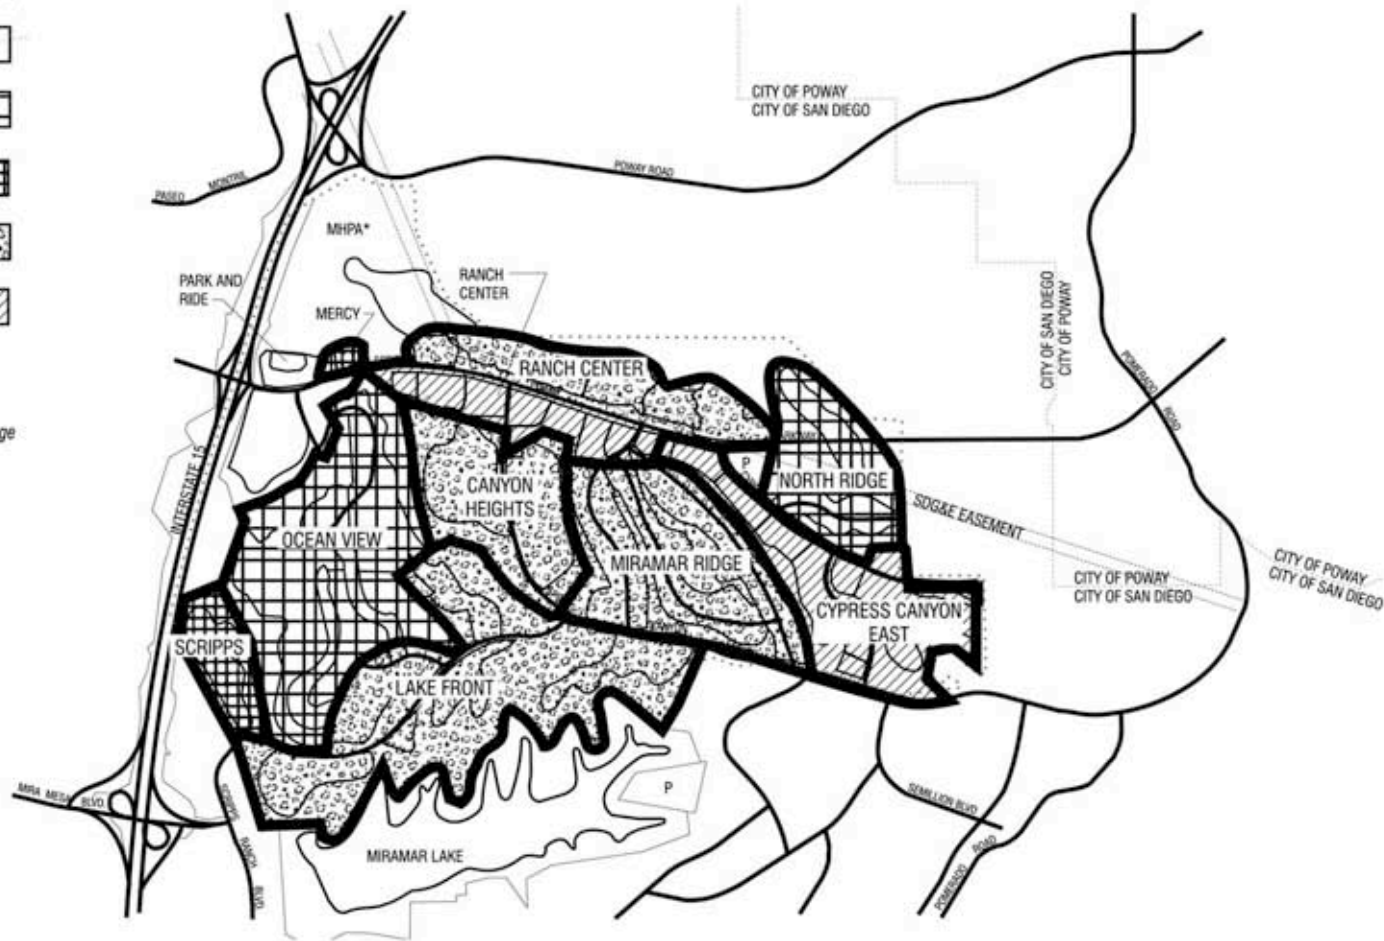 CITY OF POWAY
CITY OF SAN DIEGO
POWAY ROAD
PASEO MONTRIL
MHPA*
PARK AND
RIDE
RANCH
CENTER
MERCY
CITY OF SAN DIEGO
CITY OF POWAY
POMERADO ROAD
RANCH CENTER
ge
INTERSTATE 15
P
NORTH RIDGE
CANYON
HEIGHTS
SDG&E EASEMENT
OCEAN VIEW
MIRAMAR RIDGE
CITY OF POWAY
CITY OF SAN DIEGO
CITY OF POWAY
CITY OF SAN DIEGO
CYPRESS CANYON
EAST
SCRIPPS
LAKE FRONT
MIRA MESA BLVD.
SCRIPPS RANCH BLVD.
P
SEMILLION BLVD.
MIRAMAR LAKE
POMERADO ROAD